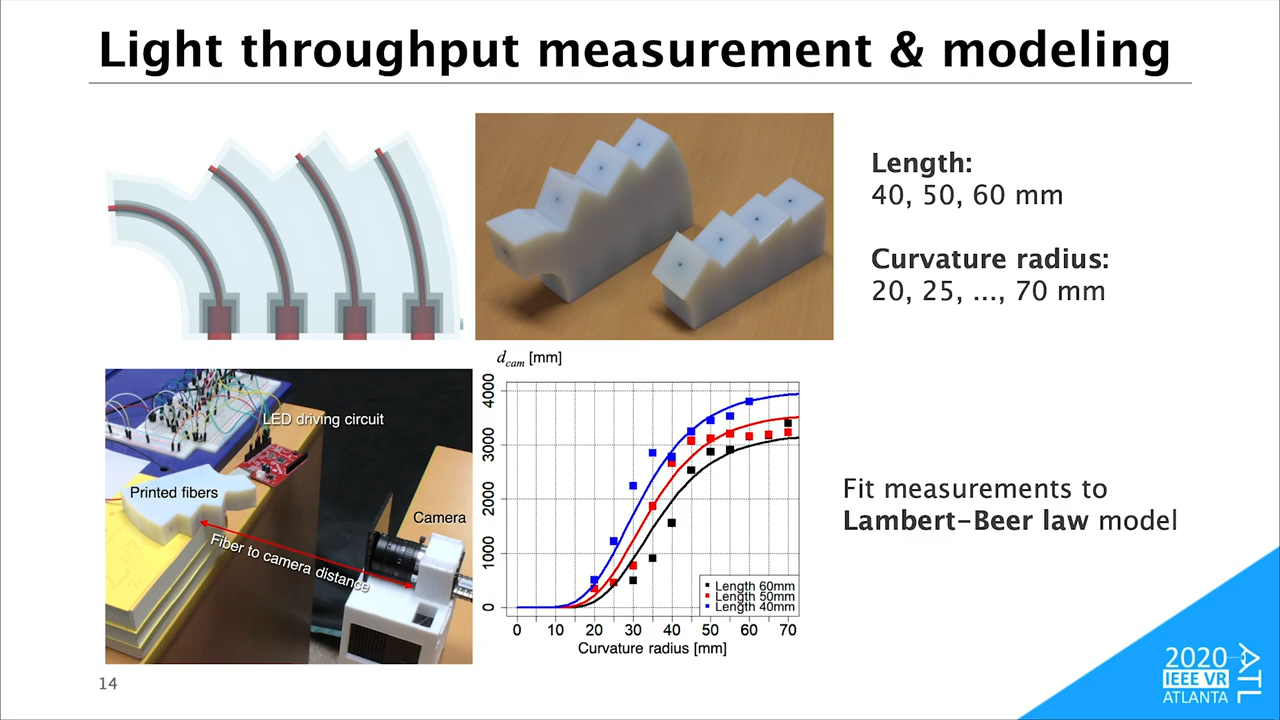 Light throughput measurement & modeling
Length:
40, 50, 60 mm
Curvature radius:
20, 25, ..., 70 mm
LED driving circuit
Printed fibers
Camera
Fiber to camera distance
d_cam [mm]
4000
3000
2000
1000
0
Length 60mm
Length 50mm
Length 40mm
0 10 20 30 40 50 60 70
Curvature radius [mm]
Fit measurements to
Lambert-Beer law model
14
2020
IEEE VR
ATLANTA
ATL